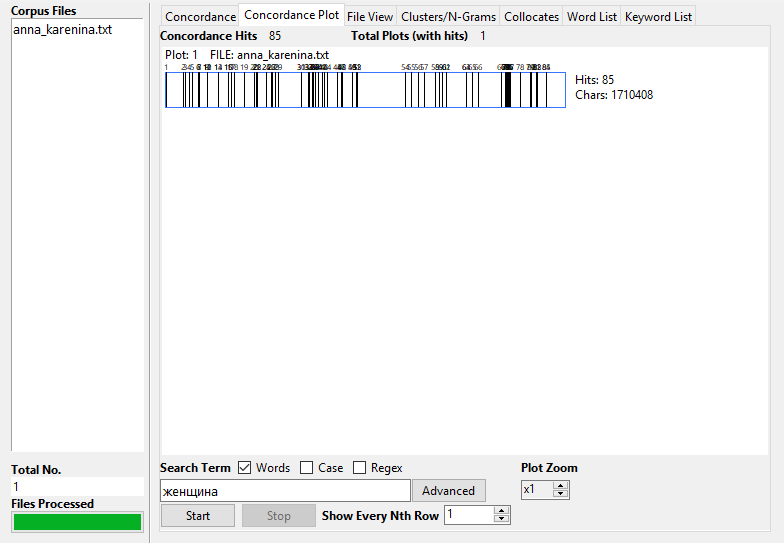 Corpus Files
anna_karenina.txt
Concordance Concordance Plot File View Clusters/N-Grams Collocates Word List Keyword List
Concordance Hits 85 Total Plots (with hits) 1
Plot: 1 FILE: anna_karenina.txt
Hits: 85
Chars: 1710408
Total No.
1
Files Processed
Search Term Words Case Regex
Plot Zoom
женщина
Advanced
x1
Start
Stop
Show Every Nth Row
1